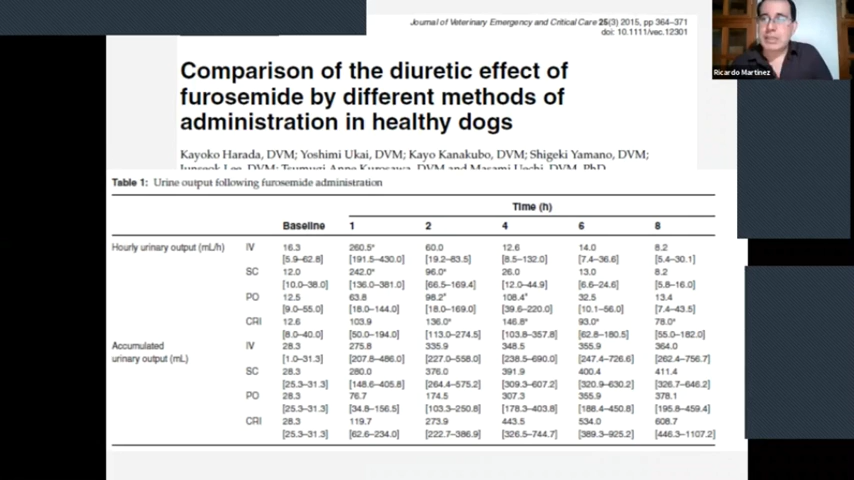 Journal of Veterinary Emergency and Critical Care 25(3) 2015, pp 364–371
doi: 10.1111/vec.12301
Ricardo Martinez
Comparison of the diuretic effect of
furosemide by different methods of
administration in healthy dogs
Kayoko Harada, DVM; Yoshimi Ukai, DVM; Kayo Kanakubo, DVM; Shigeki Yamano, DVM;
DVM; Tsumugi Anne Kurosawa, DVM and Masami Uechi, DVM, PhD
Table 1: Urine output following furosemide administration
Time (h)
Baseline 1 2 4 6 8
Hourly urinary output (mL/h) IV 16.3 260.5* 60.0 12.6 14.0 8.2
[5.9–62.8] [191.5–430.0] [19.2–83.5] [8.5–132.0] [7.4–36.6] [5.4–30.1]
SC 12.0 242.0* 96.0* 26.0 13.0 8.2
[10.0–38.0] [136.0–381.0] [66.5–169.4] [12.0–44.9] [6.6–24.6] [5.8–16.0]
PO 12.5 63.8 98.2* 108.4* 32.5 13.4
[9.0–55.0] [18.0–144.0] [18.0–169.0] [39.6–220.0] [10.1–56.0] [7.4–43.5]
CRI 12.6 103.9 136.0* 146.8* 93.0* 78.0*
[8.0–40.0] [50.0–194.0] [113.0–274.5] [103.8–357.8] [62.8–180.5] [55.0–182.0]
Accumulated IV 28.3 275.8 335.9 348.5 355.9 364.0
urinary output (mL) [1.0–31.3] [207.8–486.0] [227.0–558.0] [238.5–690.0] [247.4–726.6] [262.4–756.7]
SC 28.3 280.0 376.0 391.9 400.4 411.4
[25.3–31.3] [148.6–405.8] [264.4–575.2] [309.3–607.2] [320.9–630.2] [326.7–646.2]
PO 28.3 76.7 174.5 307.3 355.9 378.1
[25.3–31.3] [34.8–156.5] [103.3–250.8] [178.3–403.8] [188.4–450.8] [195.8–459.4]
CRI 28.3 119.7 273.9 443.5 534.0 608.7
[25.3–31.3] [62.6–234.0] [222.7–386.9] [326.5–744.7] [389.3–925.2] [446.3–1107.2]